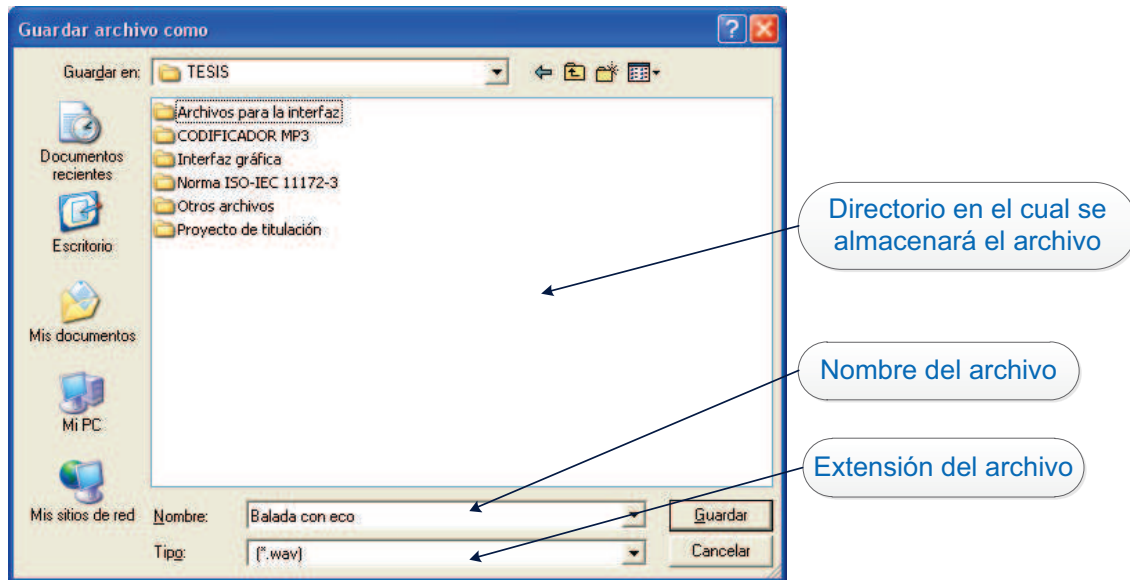 Guardar archivo como
Guardar en:
TESIS
Archivos para la interfaz
CODIFICADOR MP3
Interfaz gráfica
Norma ISO-IEC 11172-3
Otros archivos
Proyecto de titulación
Documentos
recientes
Escritorio
Mis documentos
Mi PC
Mis sitios de red
Nombre:
Balada con eco
Guardar
Tipo:
(*.wav)
Cancelar
Directorio en el cual se
almacenará el archivo
Nombre del archivo
Extensión del archivo